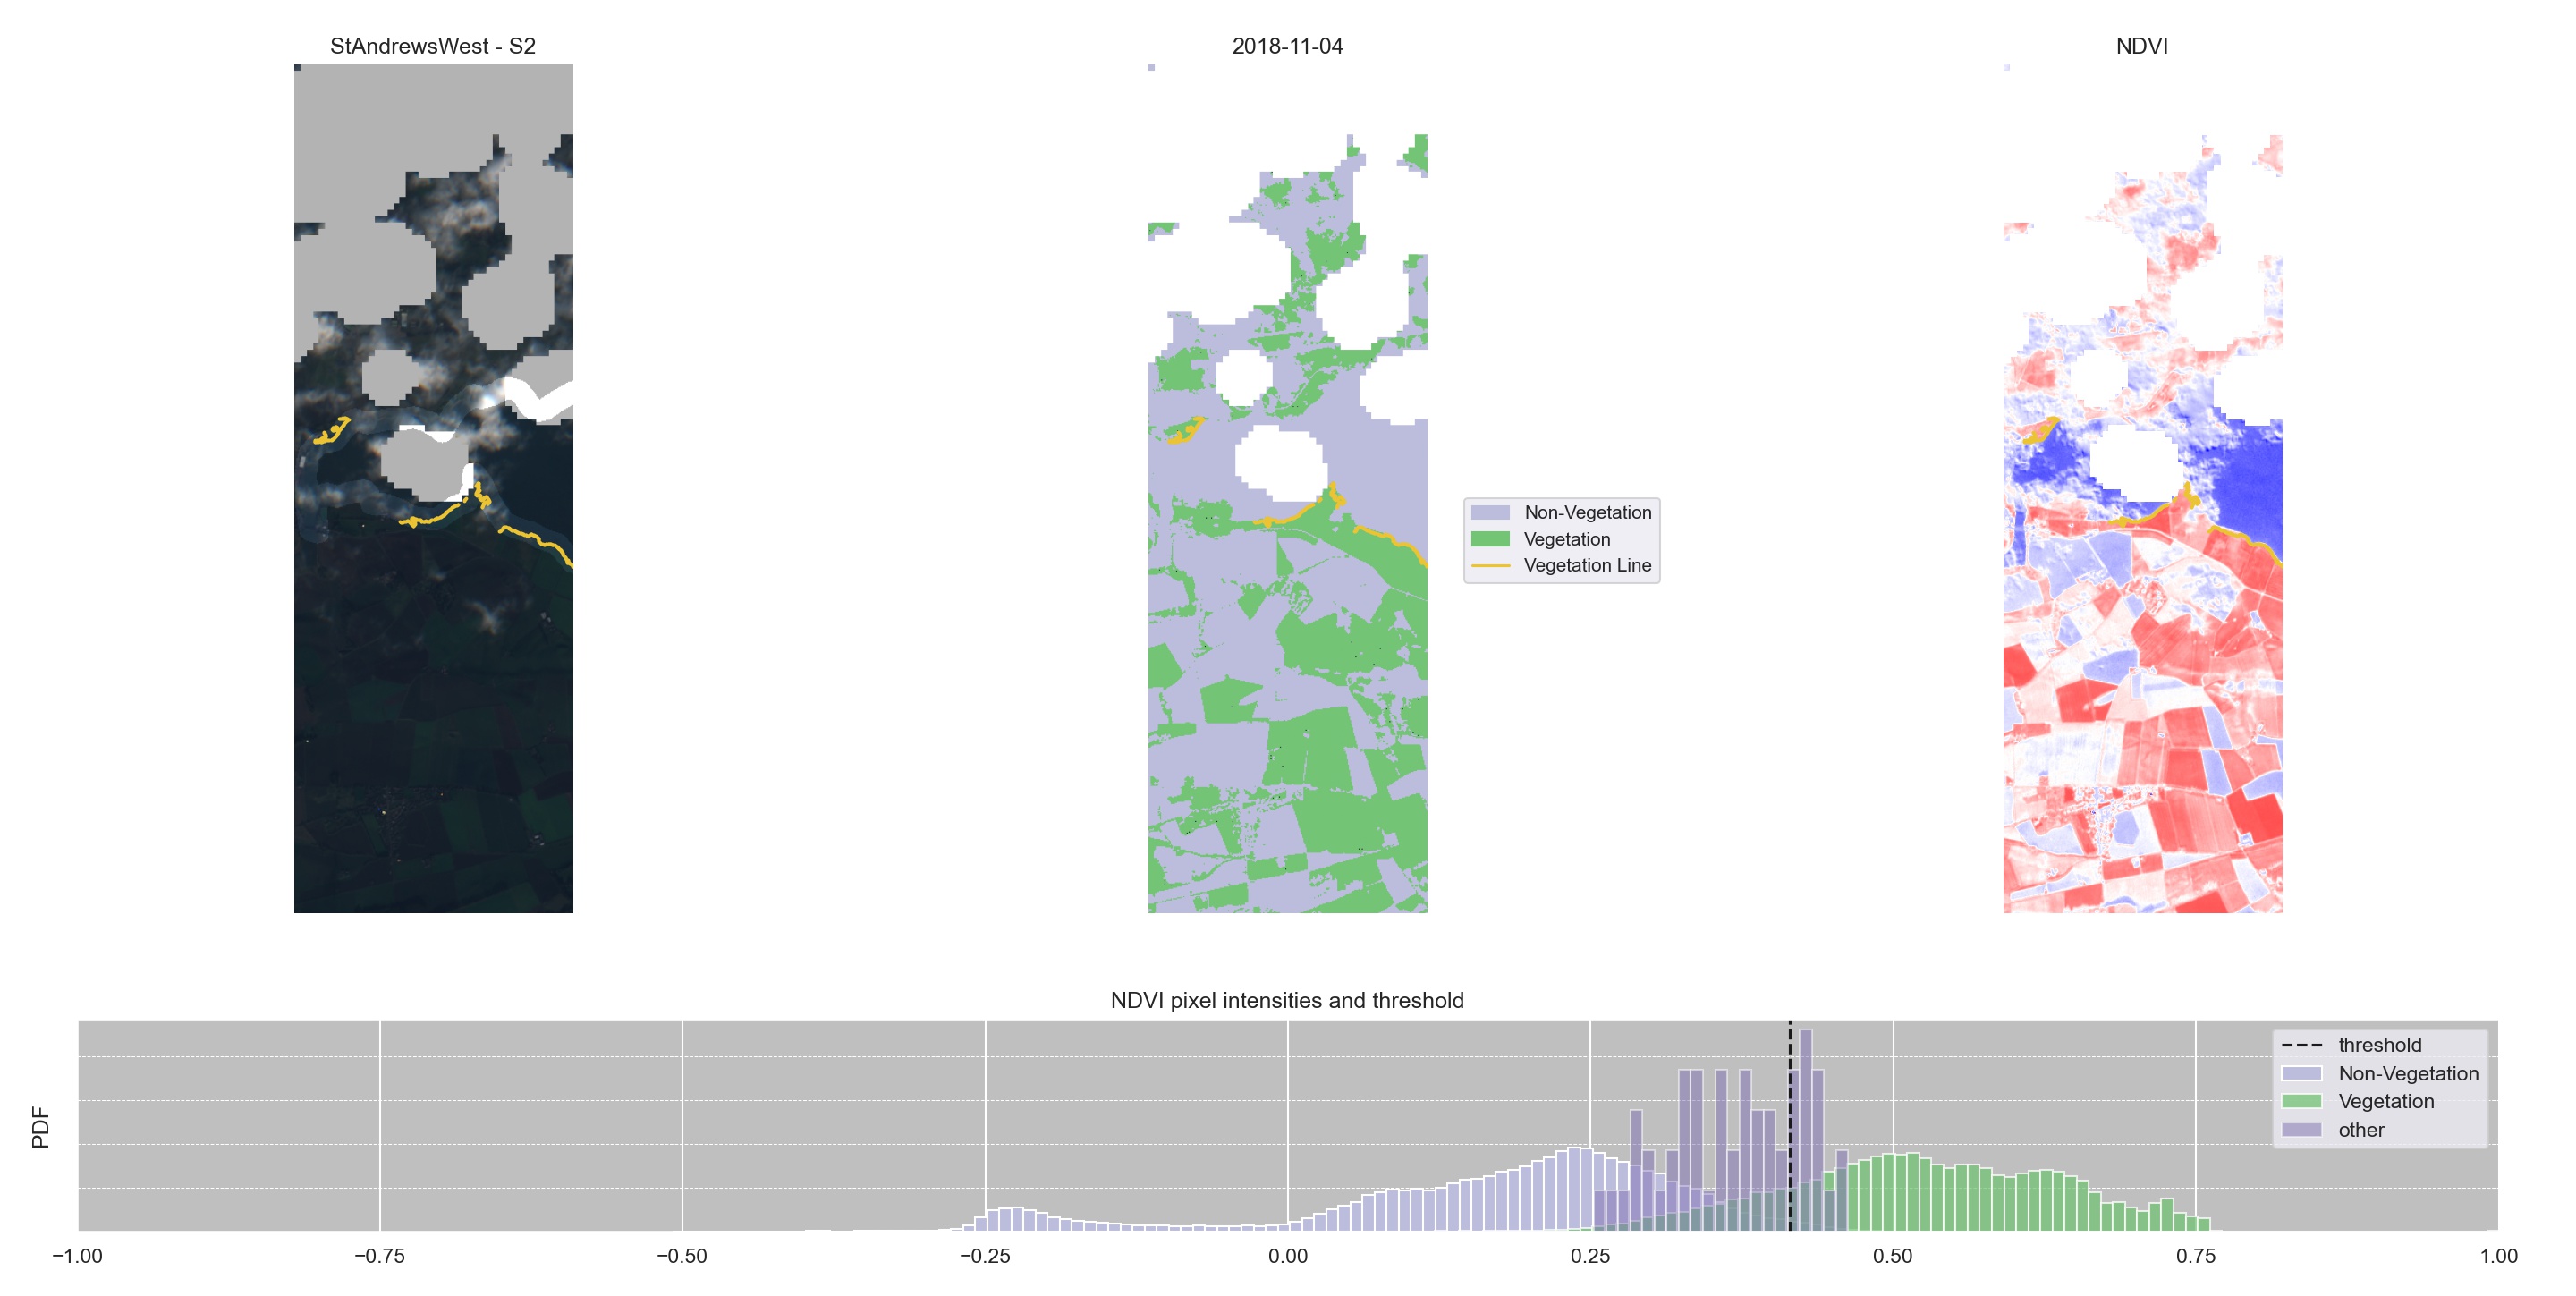 StAndrewsWest - S2
2018-11-04
NDVI
Non-Vegetation
Vegetation
Vegetation Line
NDVI pixel intensities and threshold
PDF
threshold
Non-Vegetation
Vegetation
other
−1.00 −0.75 −0.50 −0.25 0.00 0.25 0.50 0.75 1.00